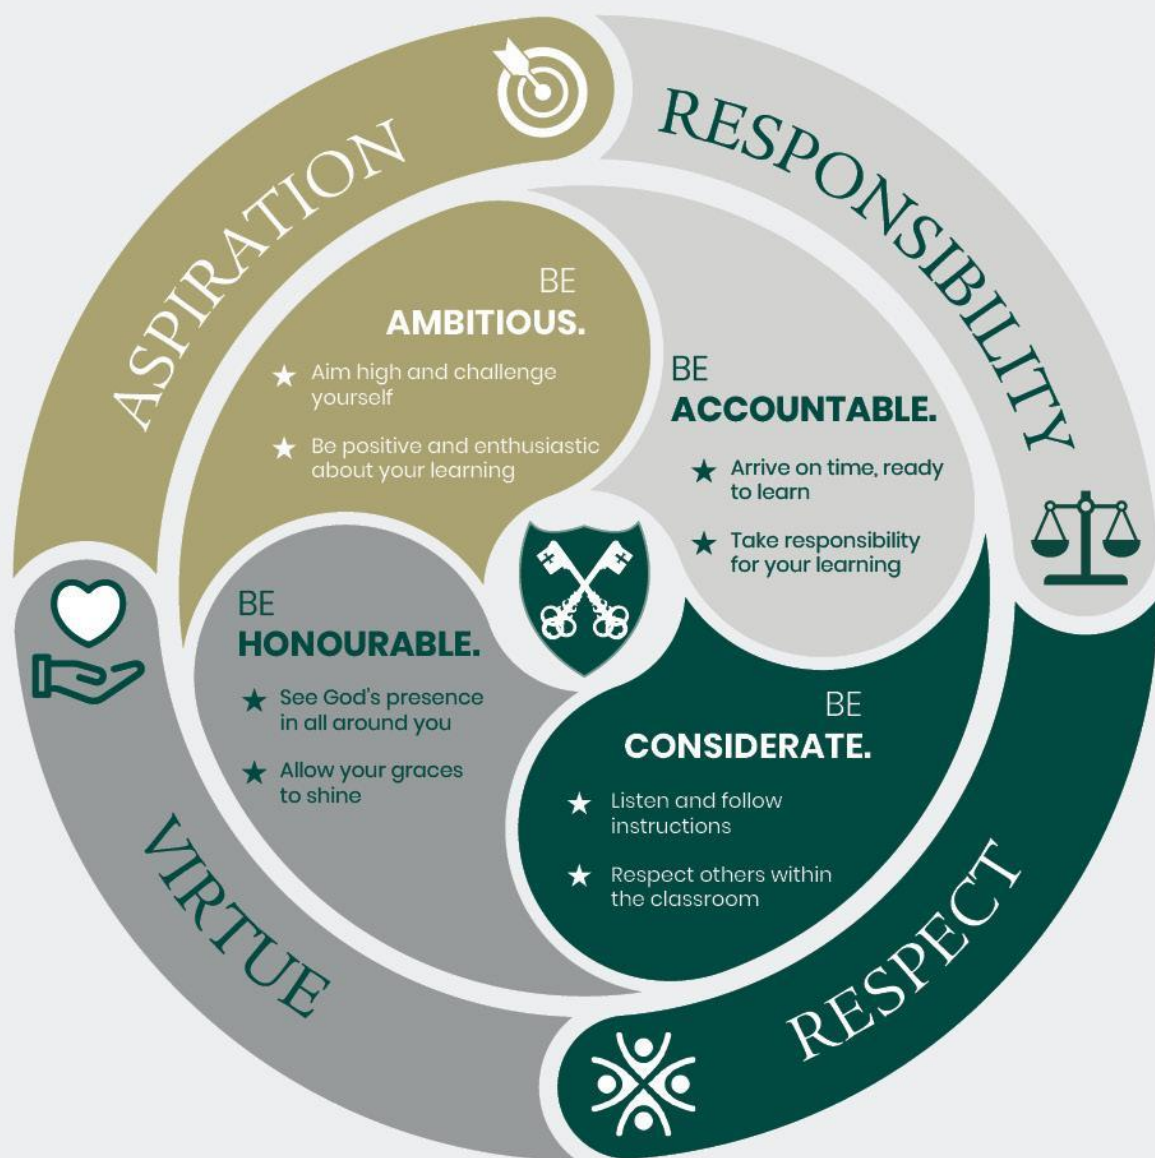 ASPIRATION
BE
AMBITIOUS.
★ Aim high and challenge
yourself
★ Be positive and enthusiastic
about your learning
RESPONSIBILITY
BE
ACCOUNTABLE.
★ Arrive on time, ready
to learn
★ Take responsibility
for your learning
VIRTUE
BE
HONOURABLE.
★ See God's presence
in all around you
★ Allow your graces
to shine
RESPECT
BE
CONSIDERATE.
★ Listen and follow
instructions
★ Respect others within
the classroom